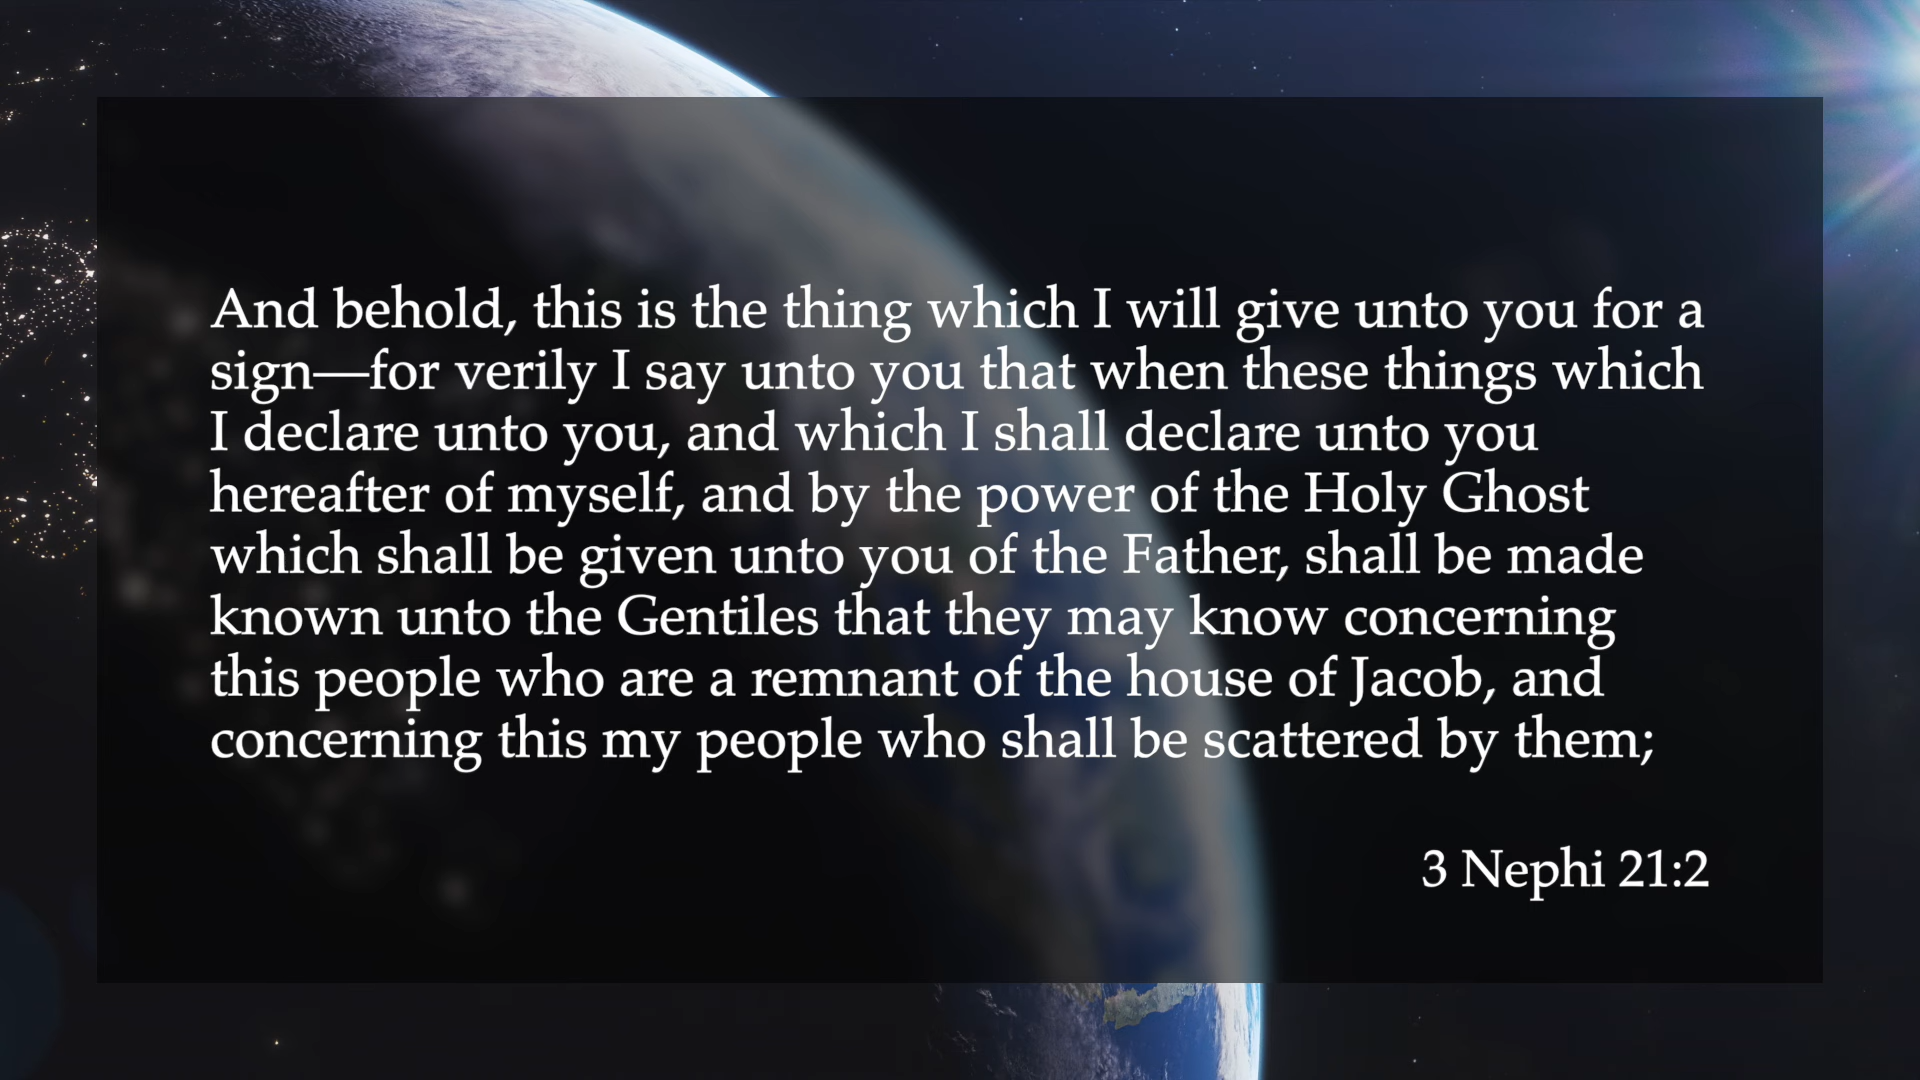 And behold, this is the thing which I will give unto you for a
sign—for verily I say unto you that when these things which
I declare unto you, and which I shall declare unto you
hereafter of myself, and by the power of the Holy Ghost
which shall be given unto you of the Father, shall be made
known unto the Gentiles that they may know concerning
this people who are a remnant of the house of Jacob, and
concerning this my people who shall be scattered by them;
3 Nephi 21:2